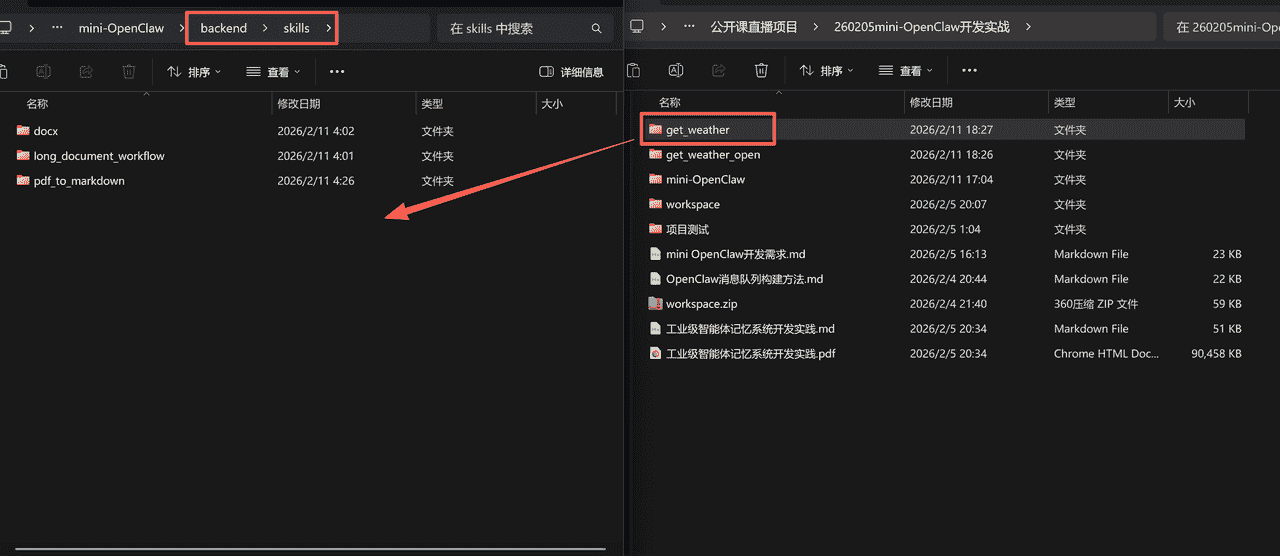 … mini-OpenClaw > backend > skills >
在 skills 中搜索
排序 查看 … 详细信息
名称 修改日期 类型 大小
docx 2026/2/11 4:02 文件夹
long_document_workflow 2026/2/11 4:01 文件夹
pdf_to_markdown 2026/2/11 4:26 文件夹
… 公开课直播项目 > 260205mini-OpenClaw开发实战 >
在 260205mini-Op
排序 查看 …
名称 修改日期 类型 大小
get_weather 2026/2/11 18:27 文件夹
get_weather_open 2026/2/11 18:26 文件夹
mini-OpenClaw 2026/2/11 17:04 文件夹
workspace 2026/2/5 20:07 文件夹
项目测试 2026/2/5 1:04 文件夹
mini OpenClaw开发需求.md 2026/2/5 16:13 Markdown File 23 KB
OpenClaw消息队列构建方法.md 2026/2/4 20:44 Markdown File 22 KB
workspace.zip 2026/2/4 21:40 360压缩 ZIP 文件 59 KB
工业级智能体记忆系统开发实践.md 2026/2/5 20:34 Markdown File 51 KB
工业级智能体记忆系统开发实践.pdf 2026/2/5 20:34 Chrome HTML Doc... 90,458 KB